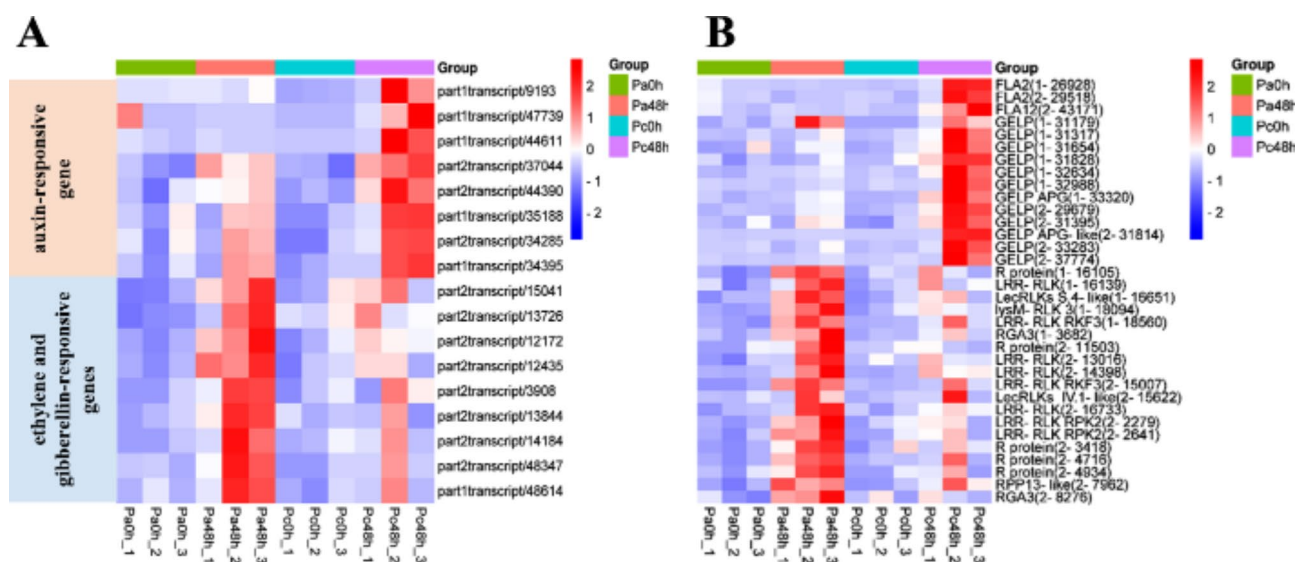 A
B
Group
part1transcript/9193
part1transcript/47739
part1transcript/44611
part2transcript/37044
part2transcript/44390
part1transcript/35188
part2transcript/34285
part1transcript/34395
part2transcript/15041
part2transcript/13726
part2transcript/12172
part2transcript/12435
part2transcript/3908
part2transcript/13844
part2transcript/14184
part2transcript/48347
part1transcript/48614
auxin-responsive
gene
ethylene and
gibberellin-responsive
genes
Pa0h_1
Pa0h_2
Pa0h_3
Pa48h_1
Pa48h_2
Pa48h_3
Pc0h_1
Pc0h_2
Pc0h_3
Pc48h_1
Pc48h_2
Pc48h_3
2
1
0
- 1
- 2
Group
Pa0h
Pa48h
Pc0h
Pc48h
Group
FLA2(1- 26928)
FLA2(2- 29518)
FLA12(2- 43171)
GELP(1- 31179)
GELP(1- 31317)
GELP(1- 31654)
GELP(1- 31828)
GELP(1- 32634)
GELP(1- 32988)
GELP APG(1- 33320)
GELP(2- 29679)
GELP(2- 31395)
GELP APG- like(2- 31814)
GELP(2- 33283)
GELP(2- 37774)
R protein(1- 16105)
LRR- RLK(1- 16139)
LecRLKs S.4- like(1- 16651)
lysM- RLK 3(1- 18094)
LRR- RLK RKF3(1- 18560)
RGA3(1- 3682)
R protein(2- 11503)
LRR- RLK(2- 13016)
LRR- RLK(2- 14398)
LRR- RLK RKF3(2- 15007)
LecRLKs IV.1- like(2- 15622)
LRR- RLK(2- 16733)
LRR- RLK RPK2(2- 2279)
LRR- RLK RPK2(2- 2641)
R protein(2- 3418)
R protein(2- 4716)
R protein(2- 4934)
RPP13- like(2- 7962)
RGA3(2- 8276)
Pa0h_1
Pa0h_2
Pa0h_3
Pa48h_1
Pa48h_2
Pa48h_3
Pc0h_1
Pc0h_2
Pc0h_3
Pc48h_1
Pc48h_2
Pc48h_3
2
1
0
- 1
- 2
Group
Pa0h
Pa48h
Pc0h
Pc48h